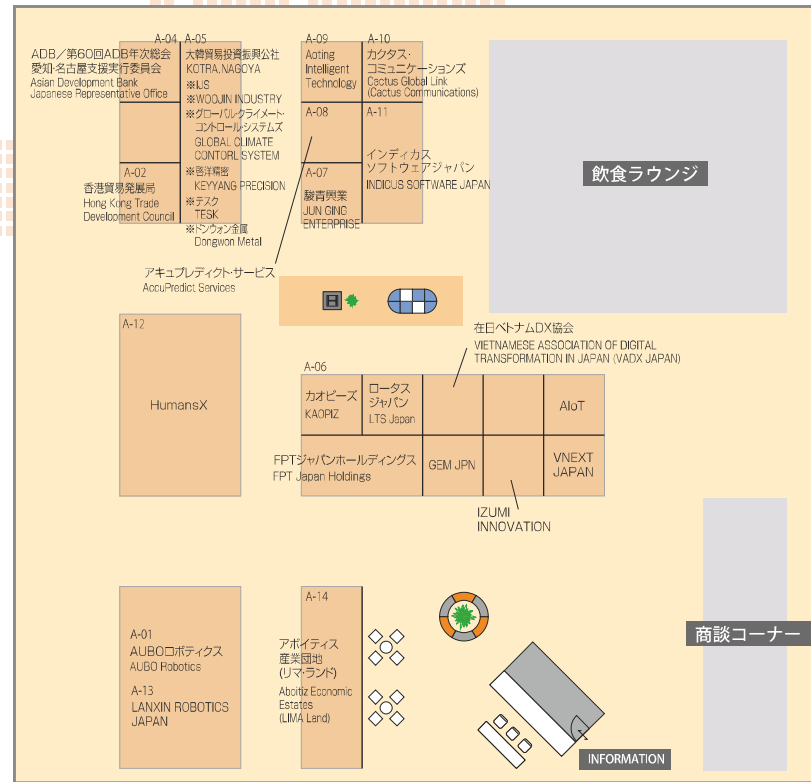 A-04
ADB／第60回ADB年次総会
愛知・名古屋支援実行委員会
Asian Development Bank
Japanese Representative Office
A-05
大韓貿易投資振興公社
KOTRA,NAGOYA
※IJS
※WOOJIN INDUSTRY
※グローバル・クライメート・
コントロール・システムズ
GLOBAL CLIMATE
CONTORL SYSTEM
※啓洋精密
KEYYANG PRECISION
※テスク
TESK
※ドンウォン金属
Dongwon Metal
A-02
香港貿易発展局
Hong Kong Trade
Development Council
A-09
Aoting
Intelligent
Technology
A-10
カクタス・
コミュニケーションズ
Cactus Global Link
(Cactus Communications)
A-08
A-11
インディカス
ソフトウェアジャパン
INDICUS SOFTWARE JAPAN
A-07
駿青興業
JUN GING
ENTERPRISE
飲食ラウンジ
アキュプレディクト・サービス
AccuPredict Services
在日ベトナムDX協会
VIETNAMESE ASSOCIATION OF DIGITAL
TRANSFORMATION IN JAPAN (VADX JAPAN)
A-12
HumansX
A-06
カオピーズ
KAOPIZ
ロータス
ジャパン
LTS Japan
AIoT
FPTジャパンホールディングス
FPT Japan Holdings
GEM JPN
VNEXT
JAPAN
IZUMI
INNOVATION
A-01
AUBOロボティクス
AUBO Robotics
A-13
LANXIN ROBOTICS
JAPAN
A-14
アボイティス
産業団地
(リマ・ランド)
Aboitiz Economic
Estates
(LIMA Land)
商談コーナー
INFORMATION